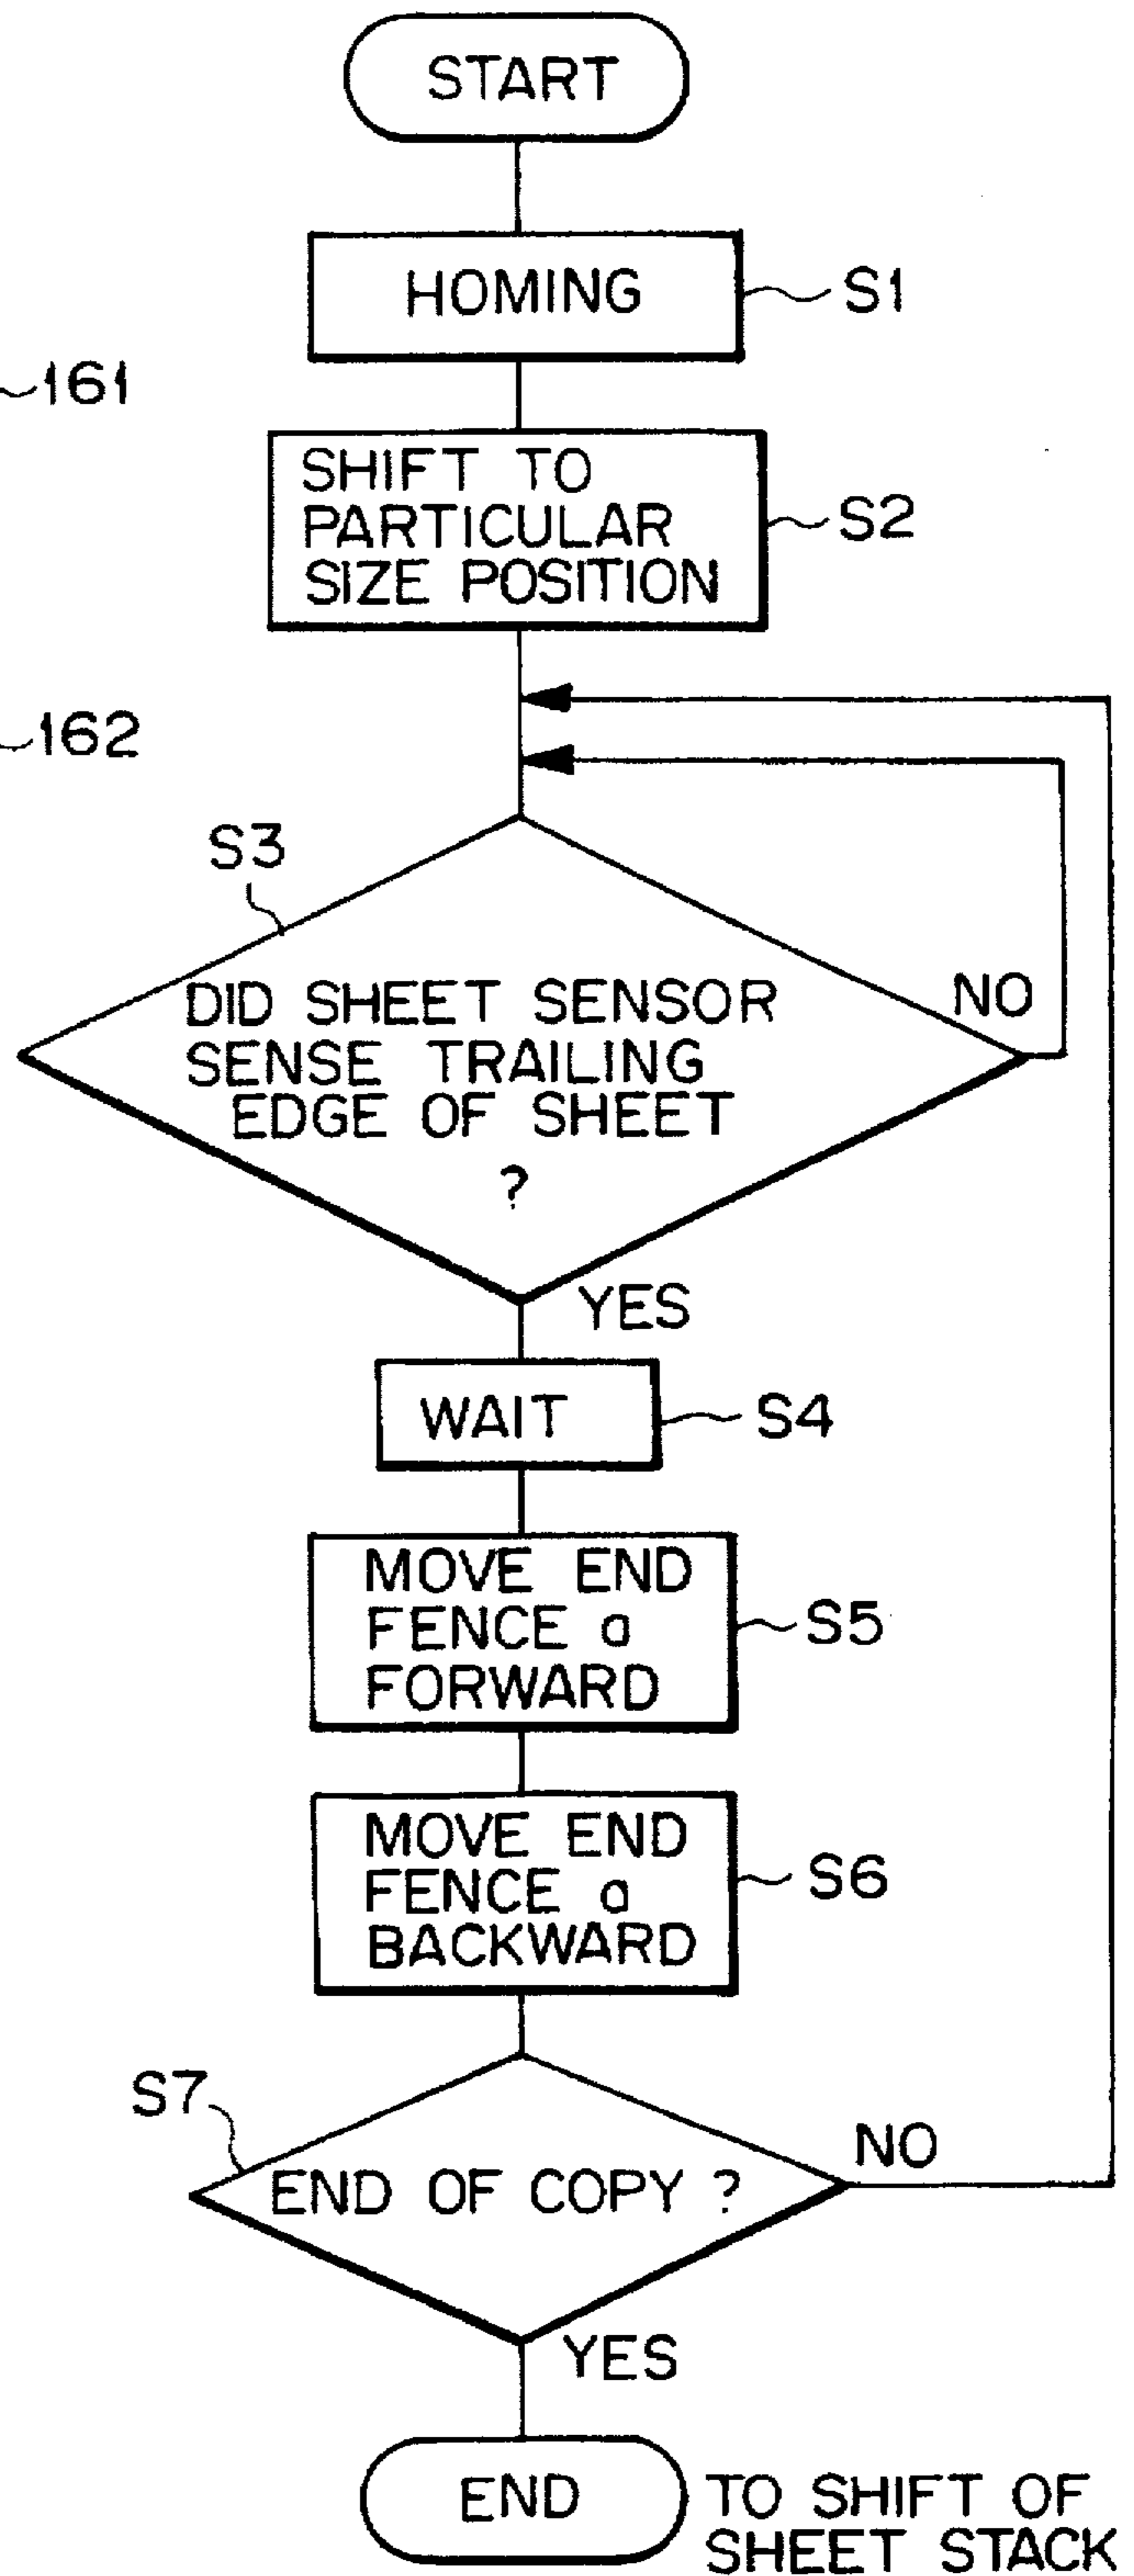 START
HOMING
S1
161
SHIFT TO
PARTICULAR
SIZE POSITION
S2
162
S3
NO
DID SHEET SENSOR
SENSE TRAILING
EDGE OF SHEET
?
YES
WAIT
S4
MOVE END
FENCE a
FORWARD
S5
MOVE END
FENCE a
BACKWARD
S6
S7
NO
END OF COPY ?
YES
END
TO SHIFT OF
SHEET STACK